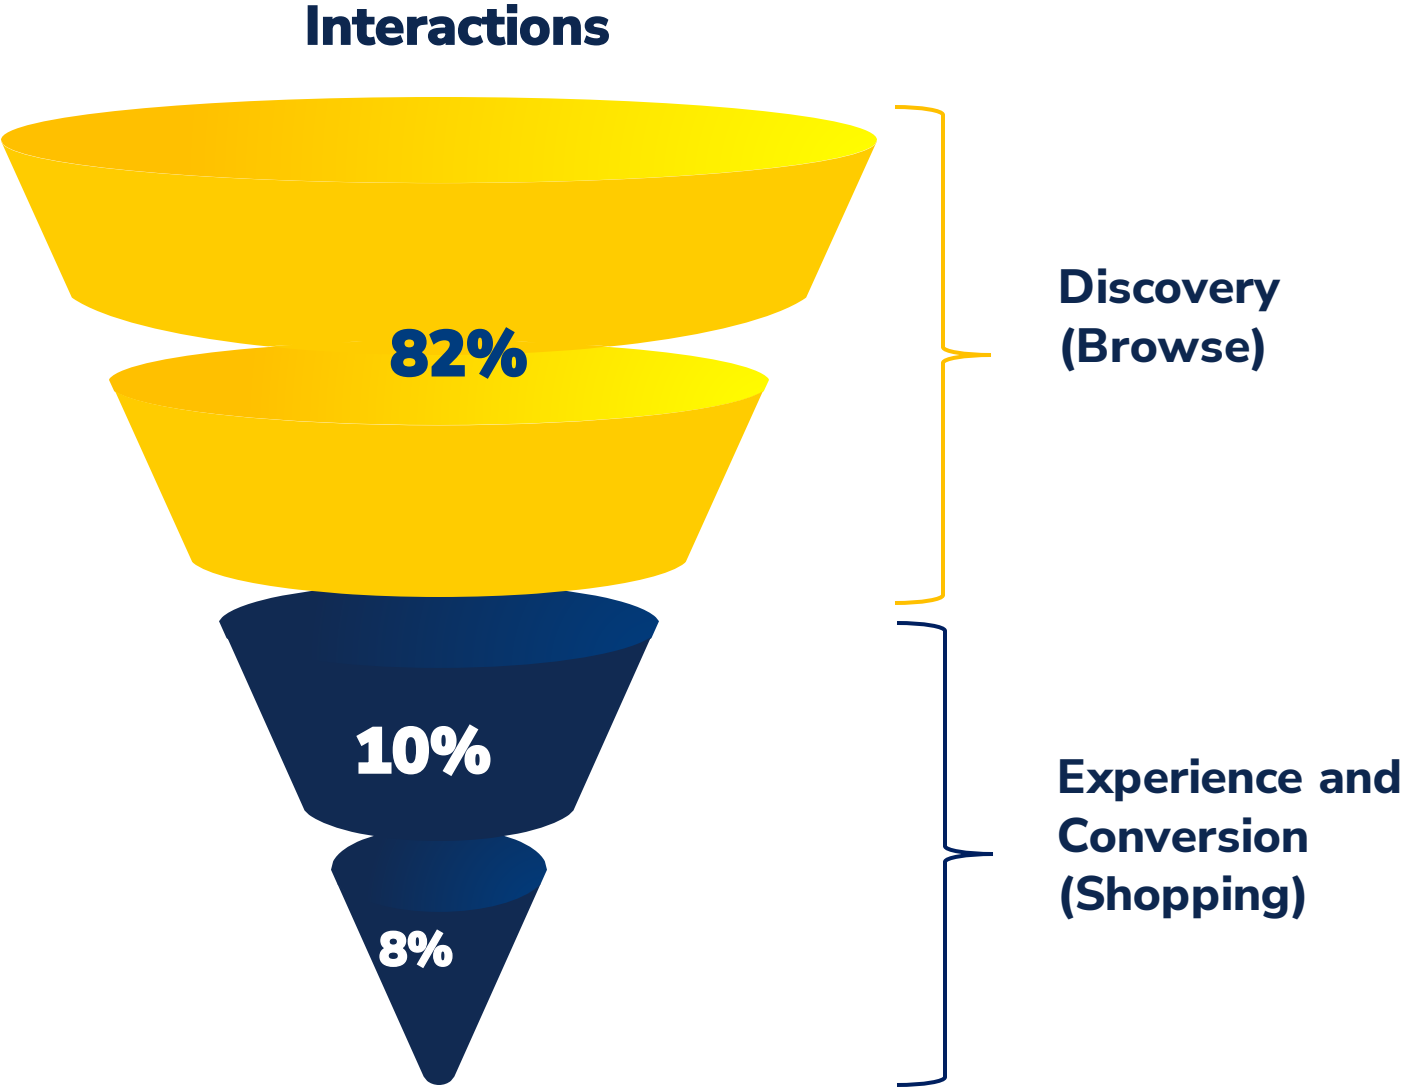 Interactions
82%
Discovery
(Browse)
10%
Experience and
Conversion
(Shopping)
8%